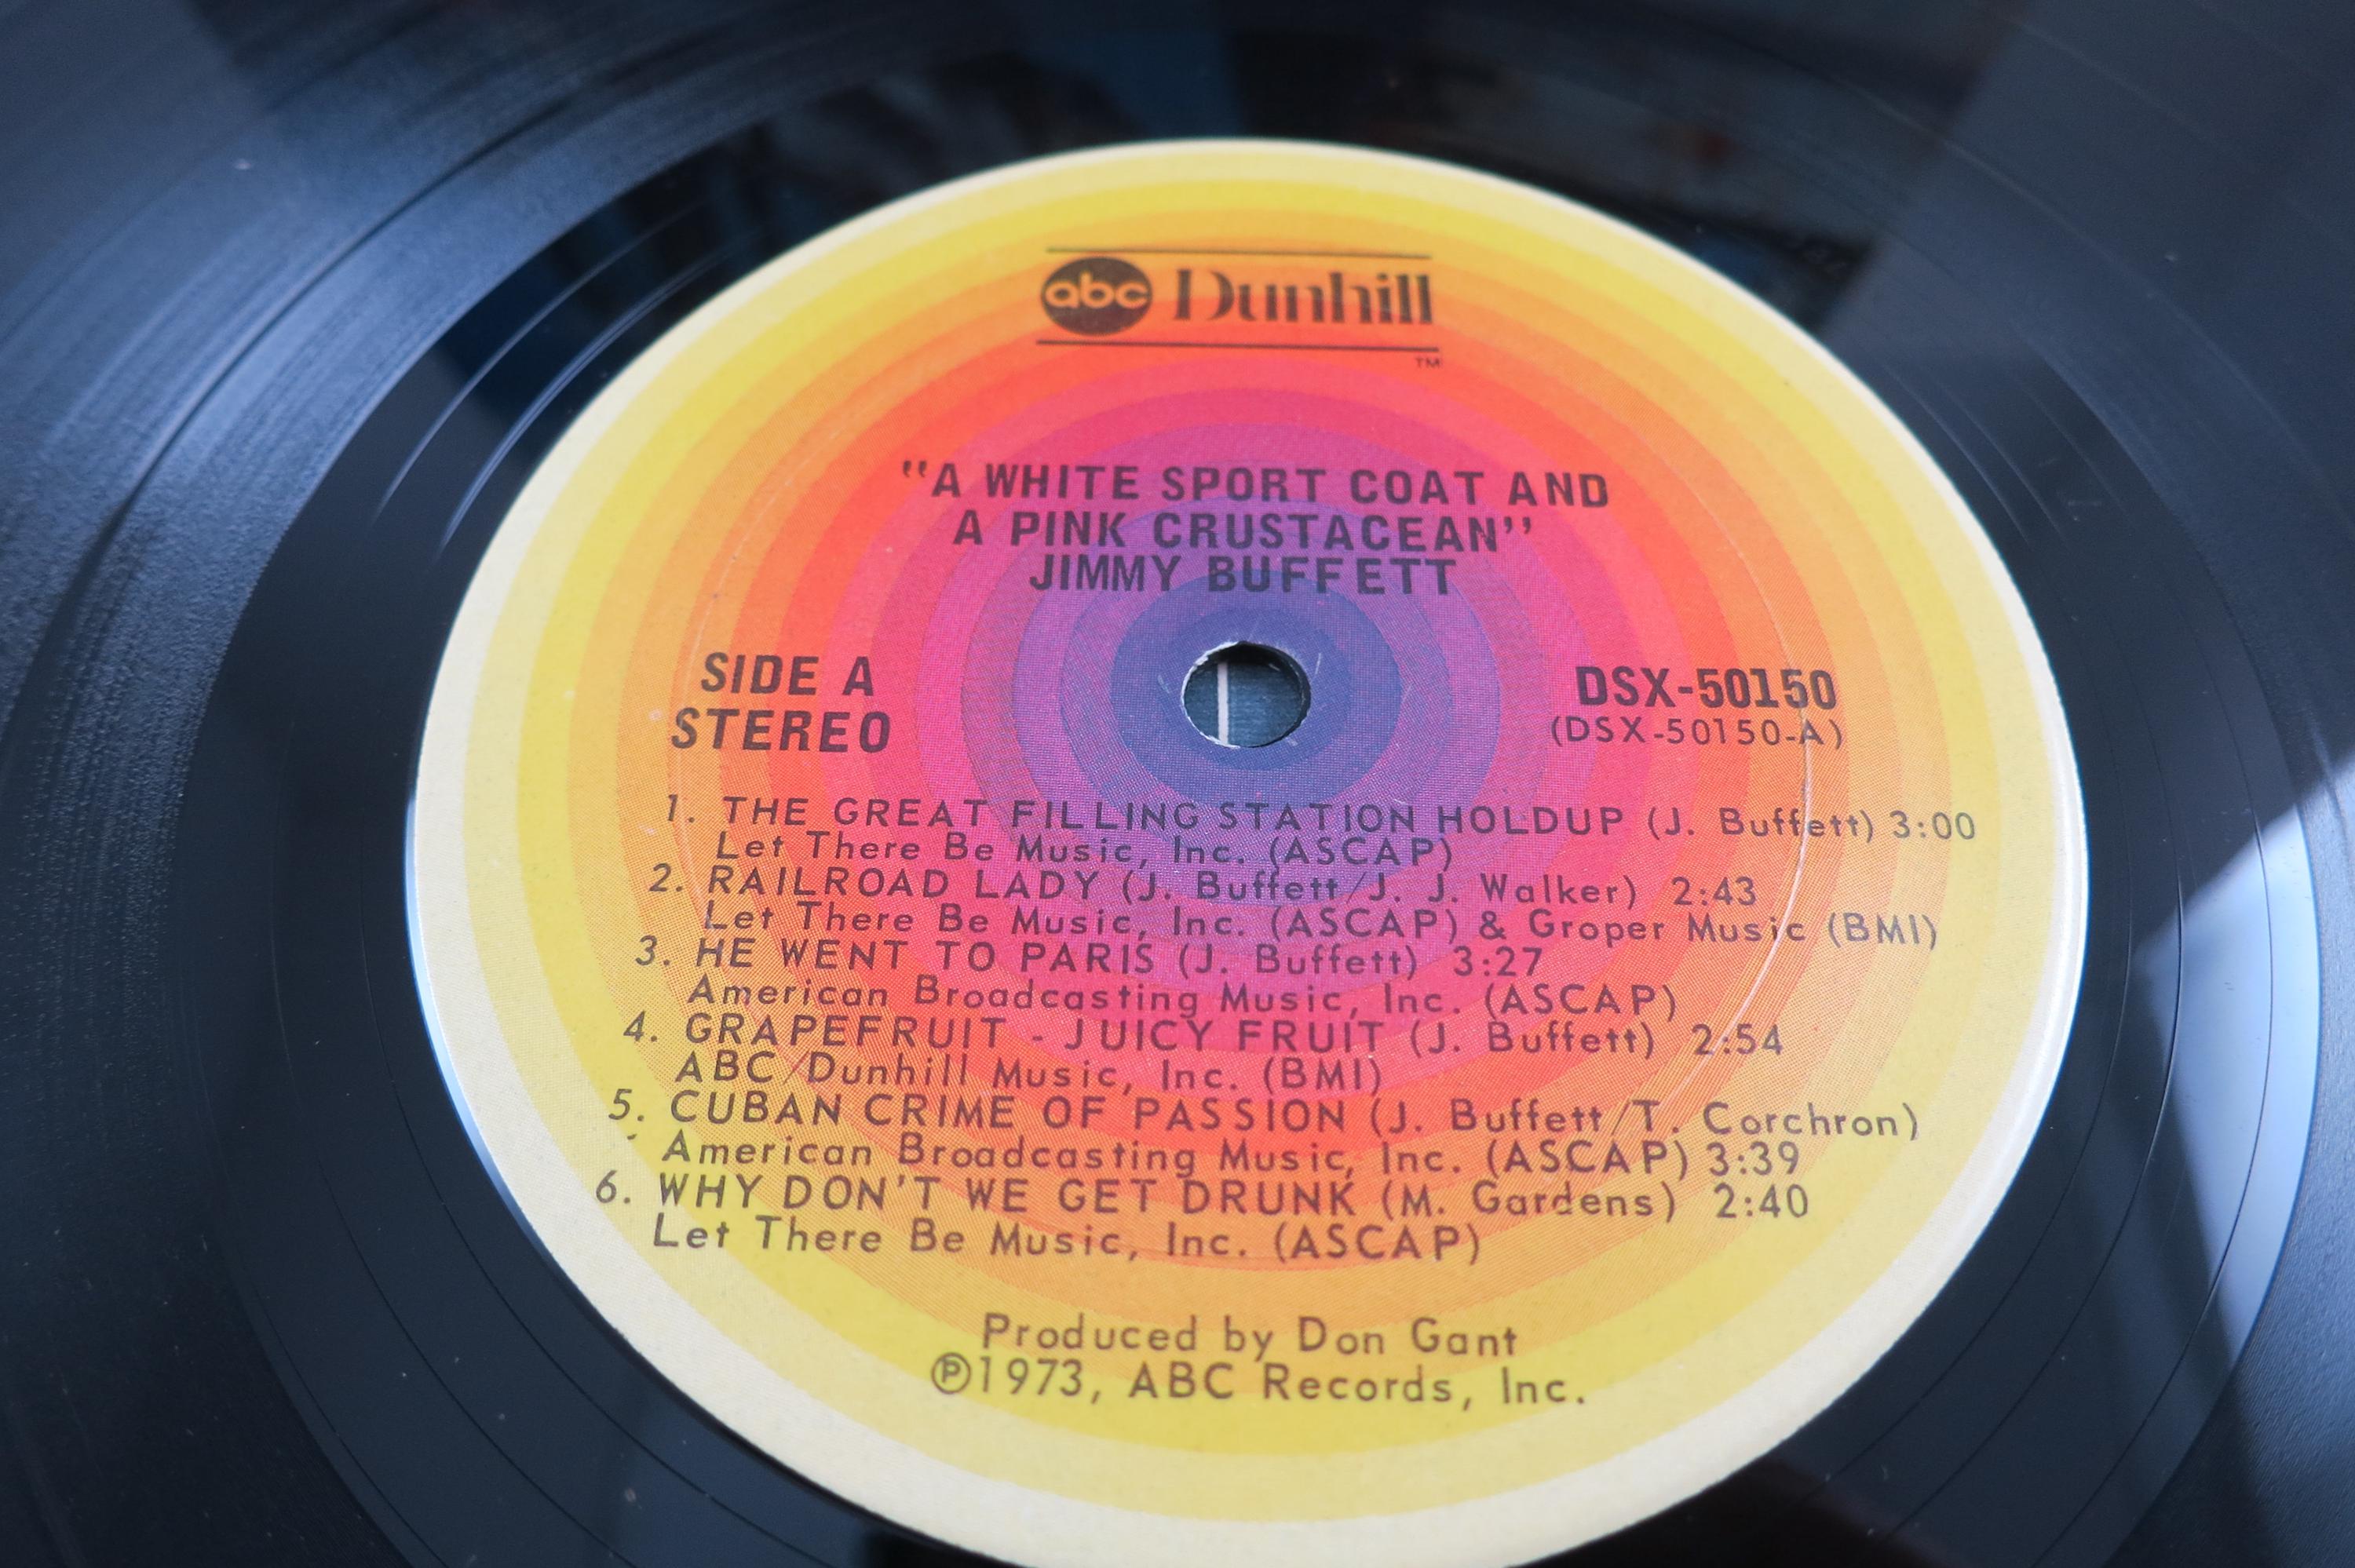 abc Dunhill
TM
"A WHITE SPORT COAT AND
A PINK CRUSTACEAN"
JIMMY BUFFETT
SIDE A
STEREO
DSX-50150
(DSX-50150-A)
1. THE GREAT FILLING STATION HOLDUP (J. Buffett) 3:00
Let There Be Music, Inc. (ASCAP)
2. RAILROAD LADY (J. Buffett/J. J. Walker) 2:43
Let There Be Music, Inc. (ASCAP) & Groper Music (BMI)
3. HE WENT TO PARIS (J. Buffett) 3:27
American Broadcasting Music, Inc. (ASCAP)
4. GRAPEFRUIT - JUICY FRUIT (J. Buffett) 2:54
ABC/Dunhill Music, Inc. (BMI)
5. CUBAN CRIME OF PASSION (J. Buffett/T. Corchron)
American Broadcasting Music, Inc. (ASCAP) 3:39
6. WHY DON'T WE GET DRUNK (M. Gardens) 2:40
Let There Be Music, Inc. (ASCAP)
Produced by Don Gant
℗1973, ABC Records, Inc.